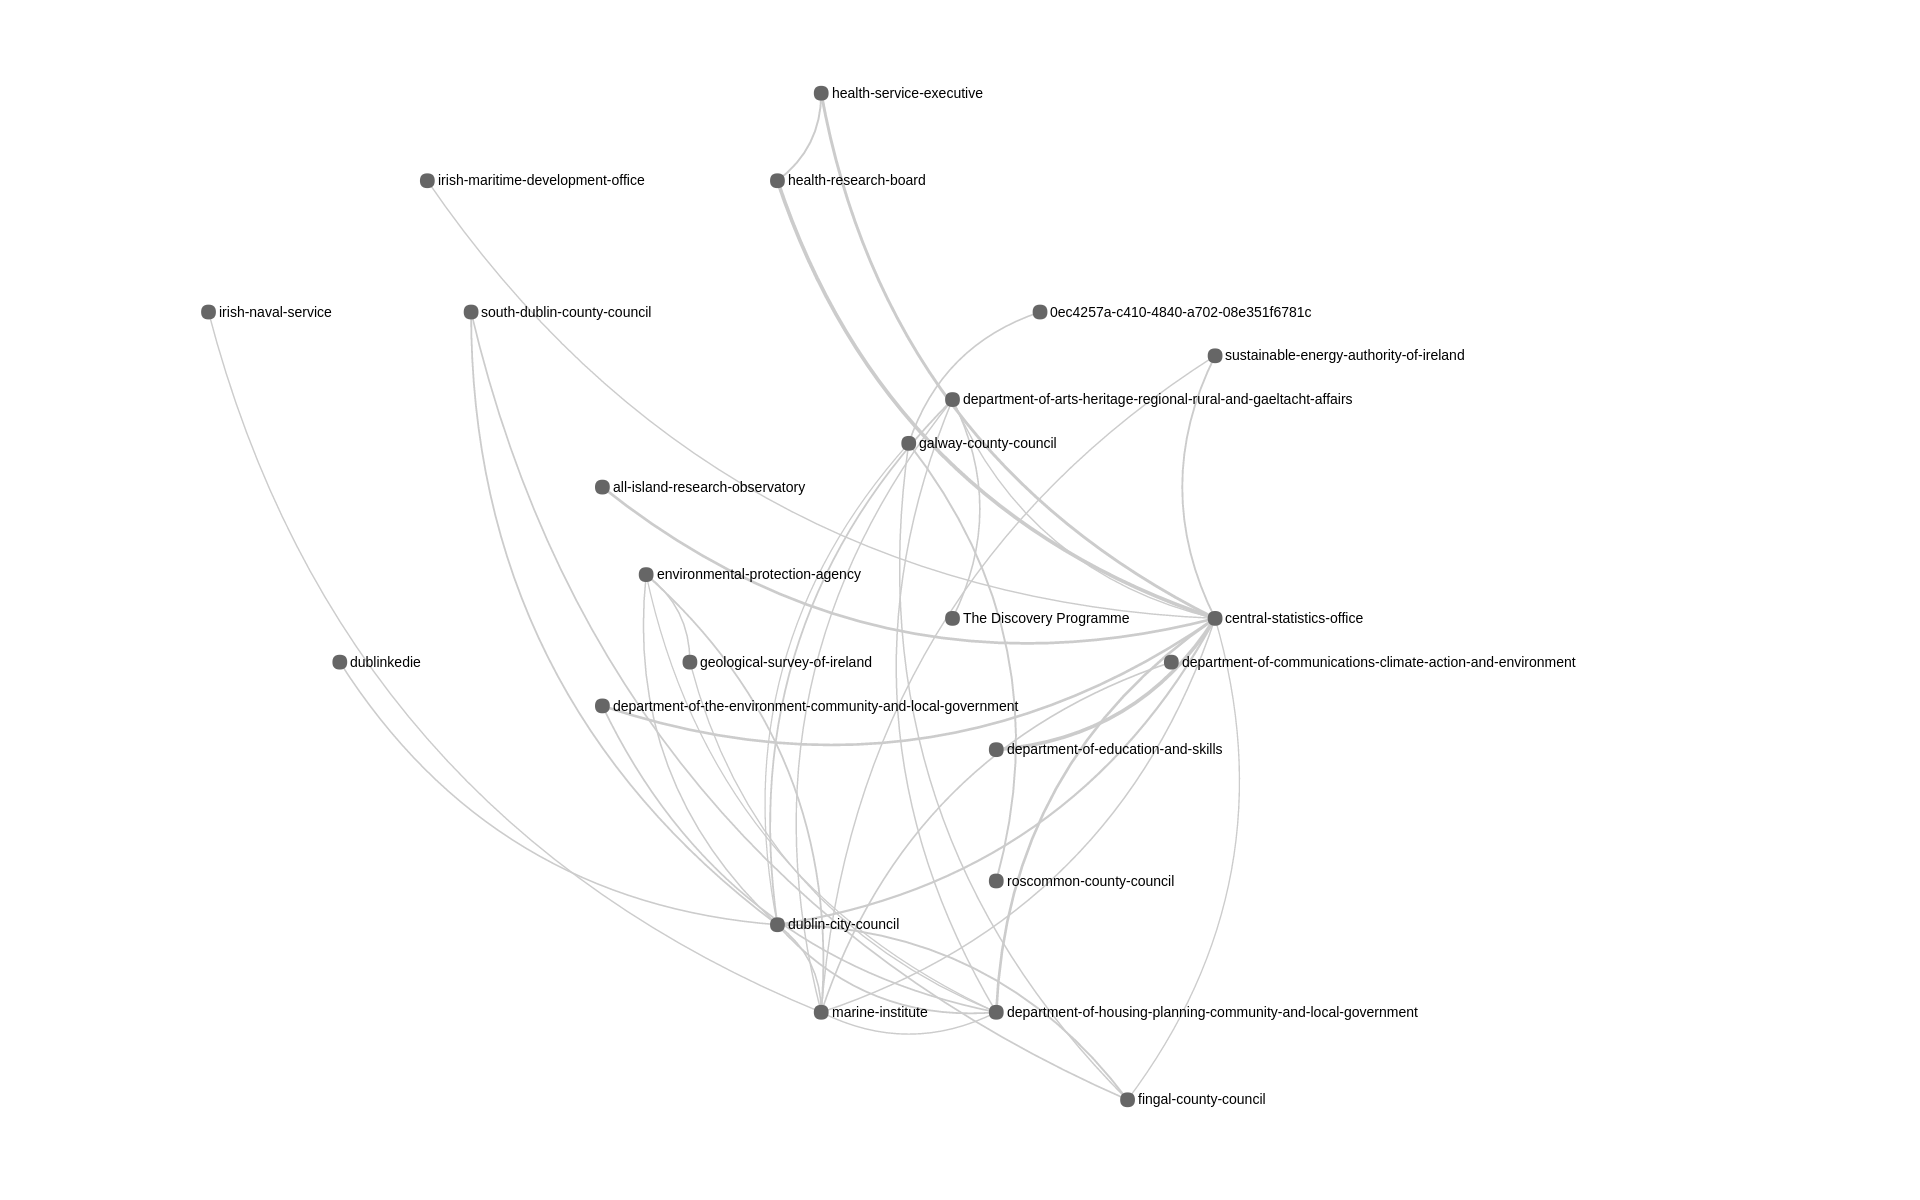 health-service-executive
irish-maritime-development-office
health-research-board
irish-naval-service
south-dublin-county-council
0ec4257a-c410-4840-a702-08e351f6781c
sustainable-energy-authority-of-ireland
department-of-arts-heritage-regional-rural-and-gaeltacht-affairs
galway-county-council
all-island-research-observatory
environmental-protection-agency
The Discovery Programme
central-statistics-office
dublinkedie
geological-survey-of-ireland
department-of-communications-climate-action-and-environment
department-of-the-environment-community-and-local-government
department-of-education-and-skills
roscommon-county-council
dublin-city-council
marine-institute
department-of-housing-planning-community-and-local-government
fingal-county-council